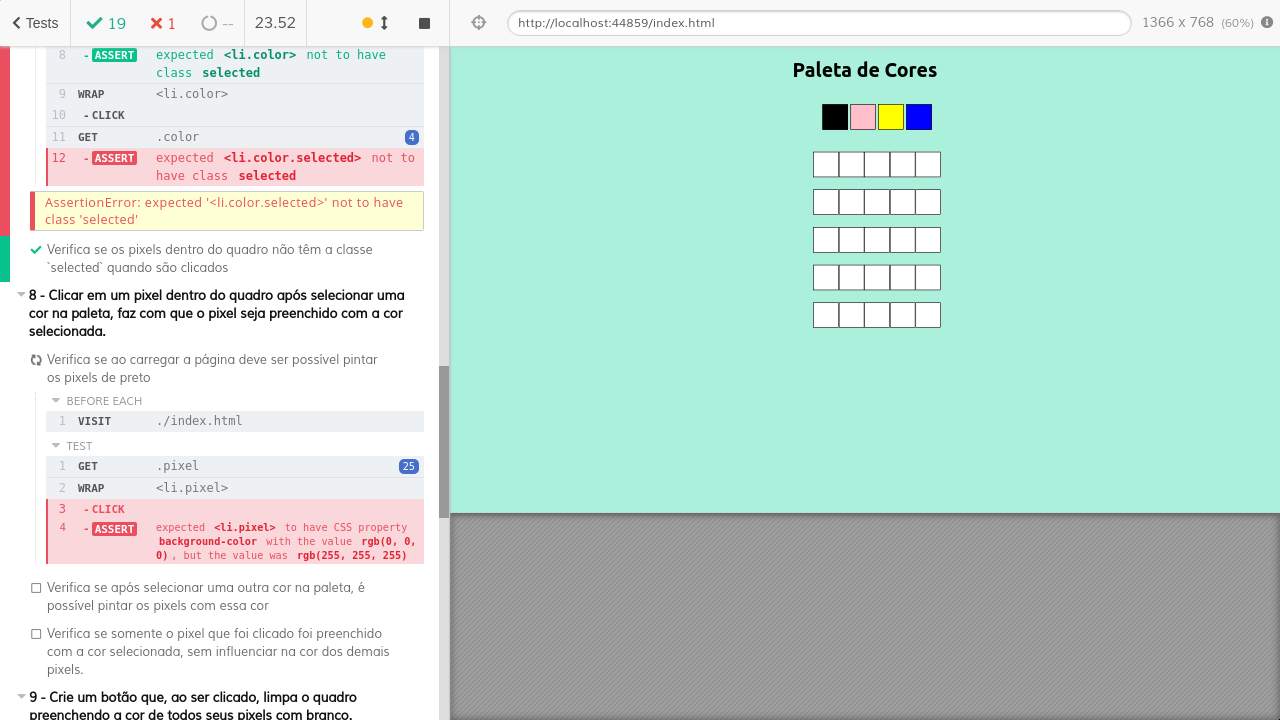 Tests
19
1
--
23.52
http://localhost:44859/index.html
1366 x 768 (60%)
8 - ASSERT expected <li.color> not to have
class selected
9 WRAP <li.color>
10 - CLICK
11 GET .color 4
12 - ASSERT expected <li.color.selected> not to
have class selected
AssertionError: expected '<li.color.selected>' not to have
class 'selected'
Verifica se os pixels dentro do quadro não têm a classe
`selected` quando são clicados
8 - Clicar em um pixel dentro do quadro após selecionar uma
cor na paleta, faz com que o pixel seja preenchido com a cor
selecionada.
Verifica se ao carregar a página deve ser possível pintar
os pixels de preto
BEFORE EACH
1 VISIT ./index.html
TEST
1 GET .pixel 25
2 WRAP <li.pixel>
3 - CLICK
4 - ASSERT expected <li.pixel> to have CSS property
background-color with the value rgb(0, 0,
0), but the value was rgb(255, 255, 255)
Verifica se após selecionar uma outra cor na paleta, é
possível pintar os pixels com essa cor
Verifica se somente o pixel que foi clicado foi preenchido
com a cor selecionada, sem influenciar na cor dos demais
pixels.
9 - Crie um botão que, ao ser clicado, limpa o quadro
preenchendo a cor de todos seus pixels com branco.
Paleta de Cores